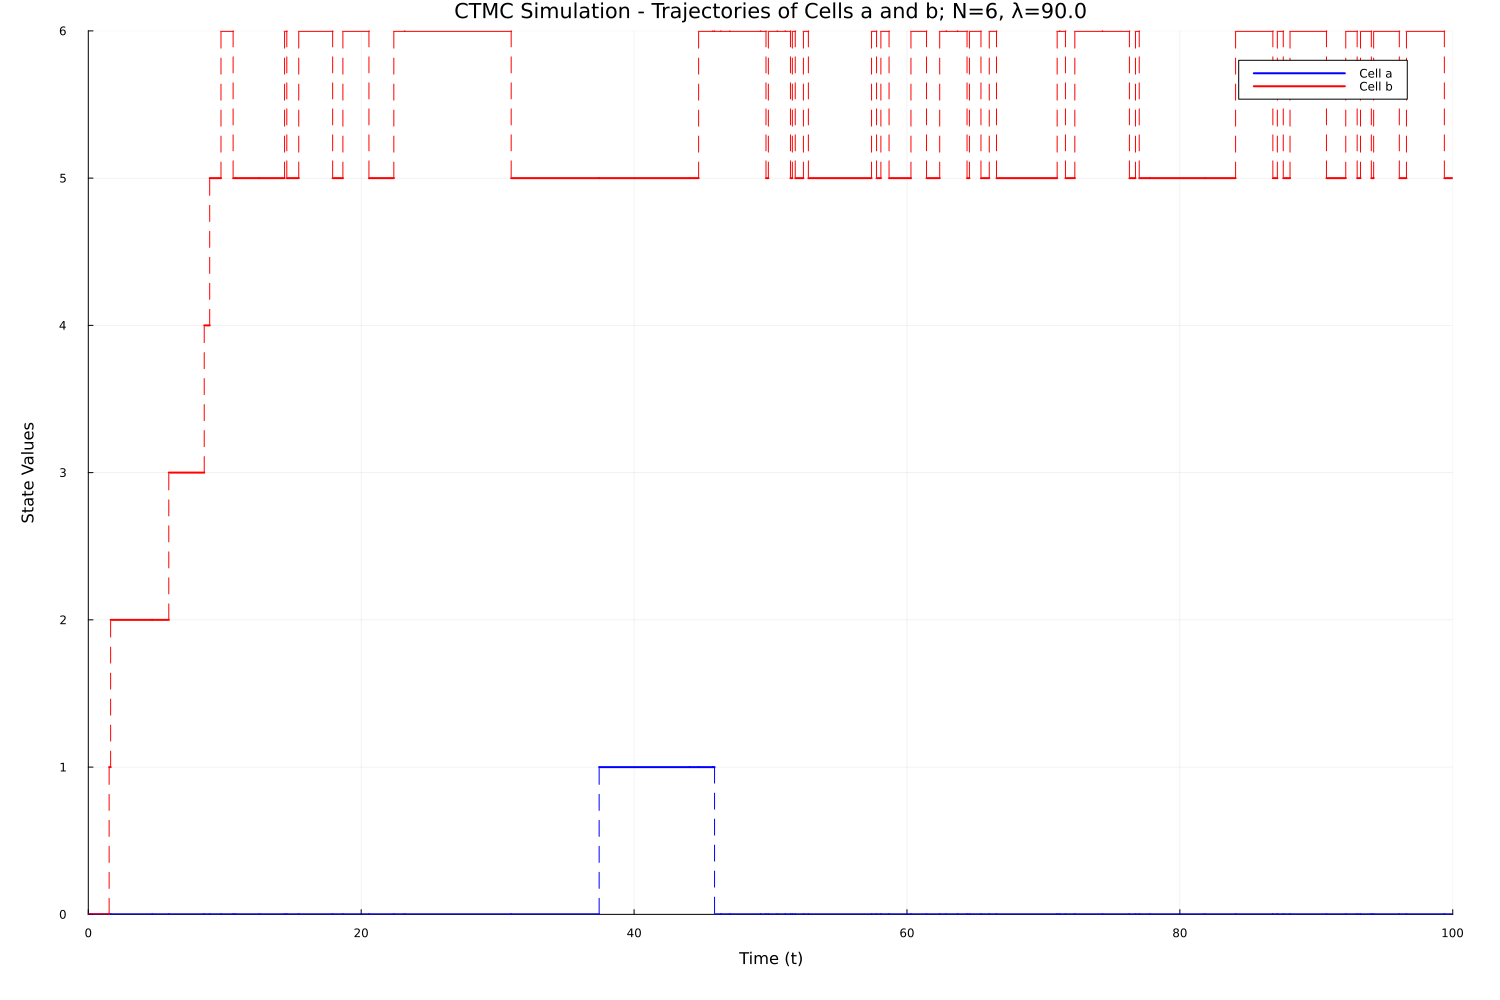 CTMC Simulation - Trajectories of Cells a and b; N=6, λ=90.0
6
Cell a
Cell b
5
4
State Values
3
2
1
0
0 20 40 60 80 100
Time (t)